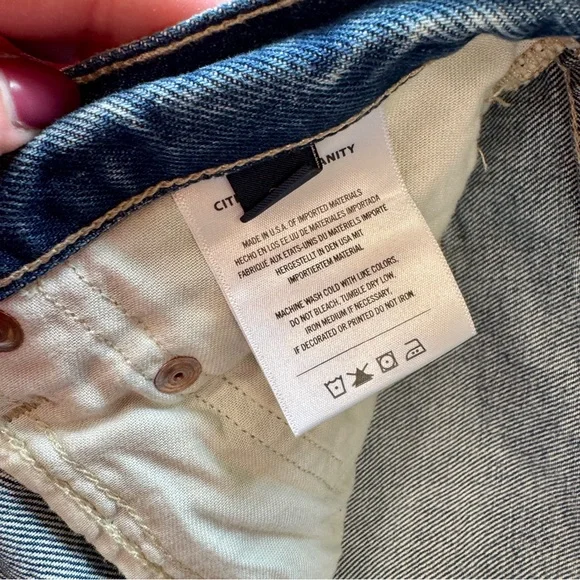 CIT ANITY
MADE IN U.S.A. OF IMPORTED MATERIALS
HECHO EN LOS EE UU DE MATERIALES IMPORTADA
FABRIQUÉ AUX ETATS-UNIS DU MATÉRIELS IMPORTE
HERGESTELLT IN DEN USA MIT
IMPORTIERTEM MATERIAL
MACHINE WASH COLD WITH LIKE COLORS.
DO NOT BLEACH. TUMBLE DRY LOW.
IRON MEDIUM IF NECESSARY.
IF DECORATED OR PRINTED DO NOT IRON.